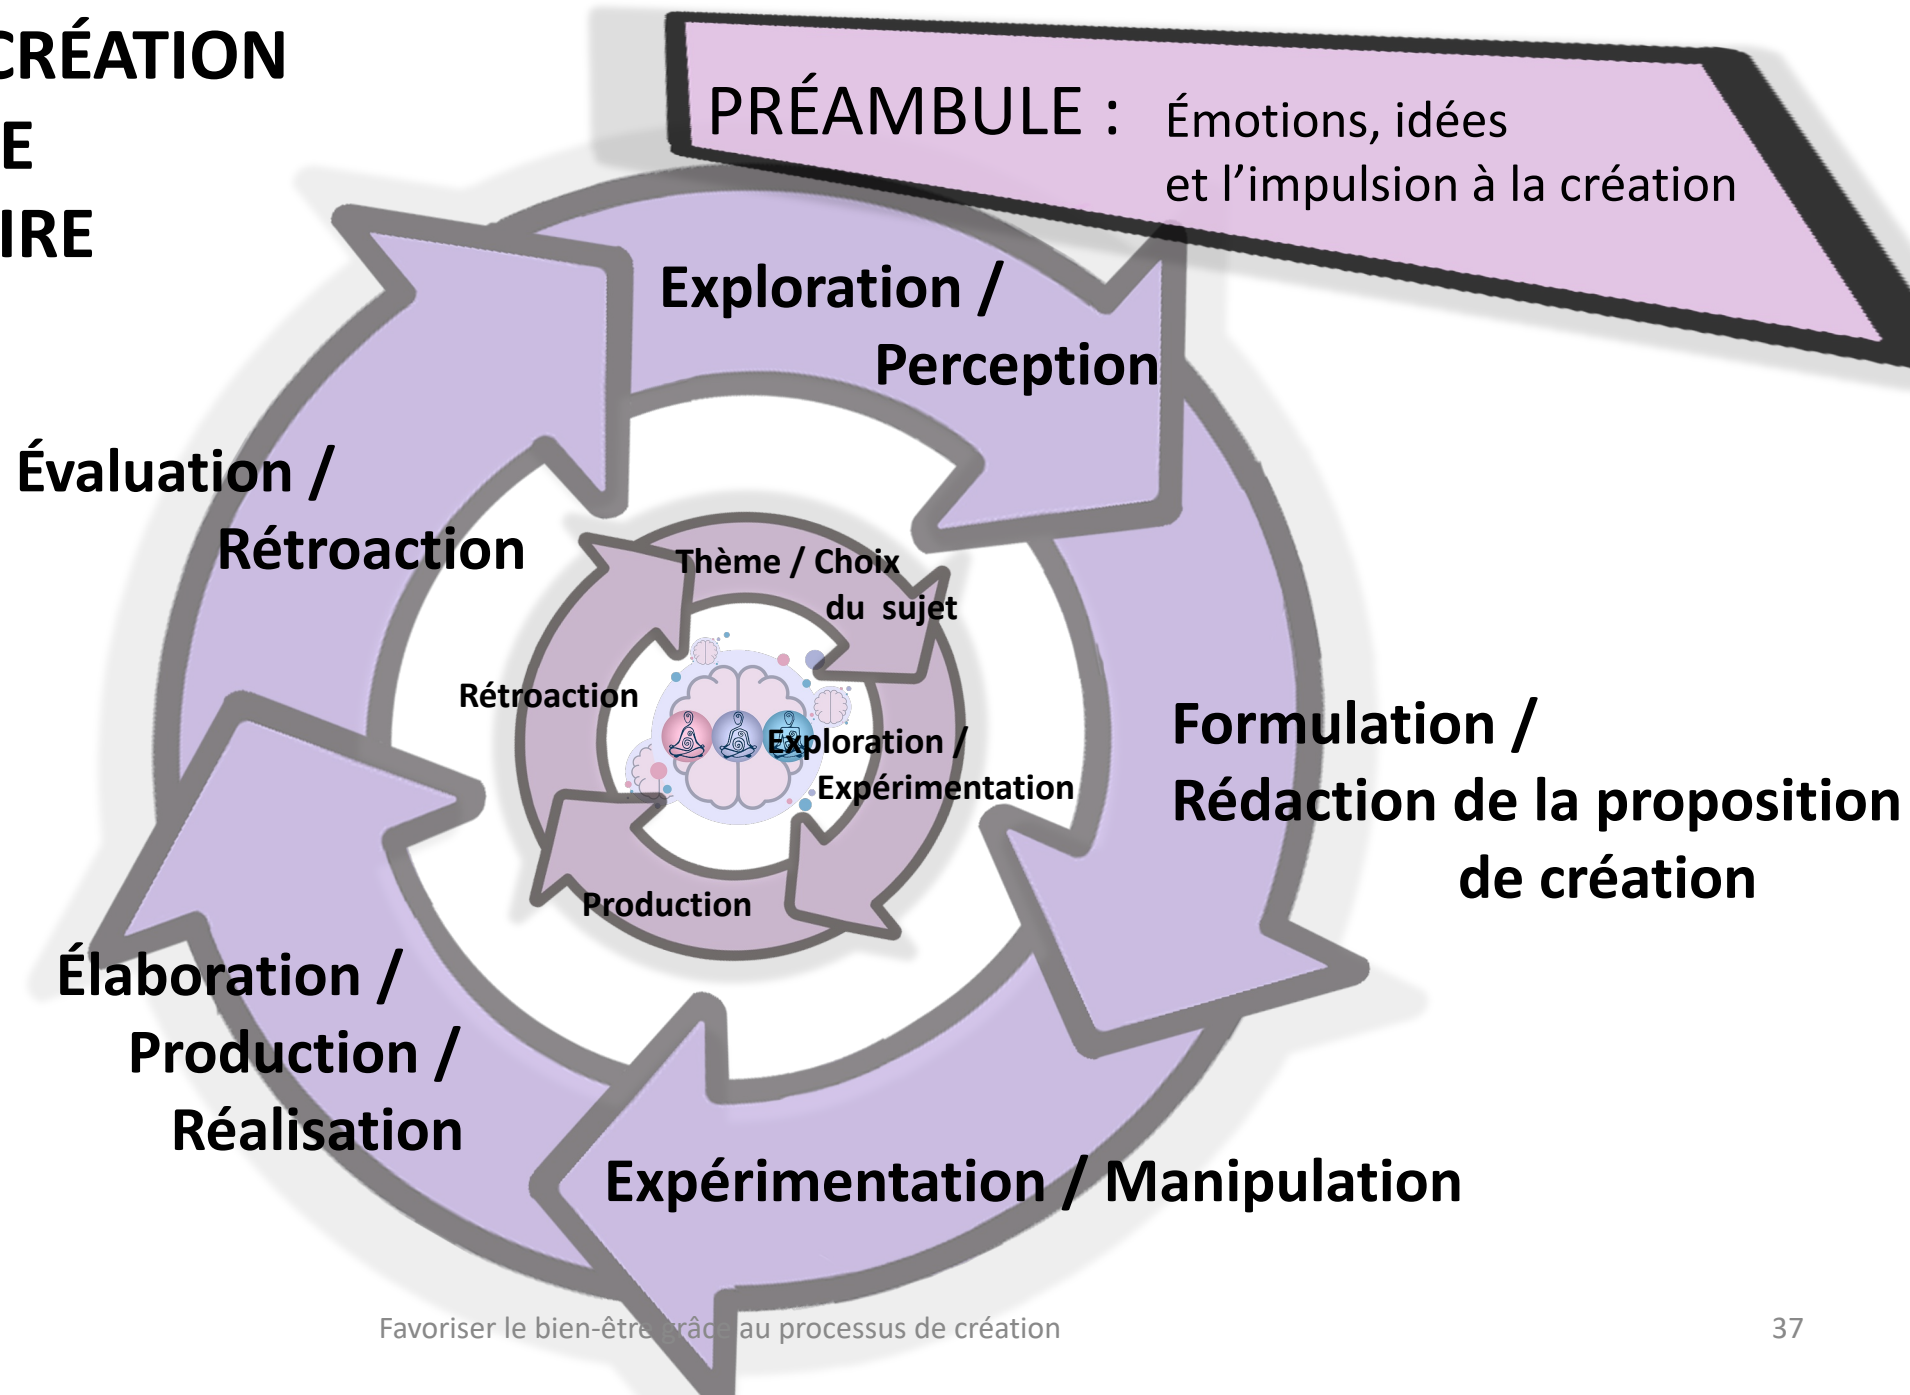 CRÉATION
E
IRE
PRÉAMBULE : Émotions, idées
et l’impulsion à la création
Exploration /
Perception
Évaluation /
Rétroaction
Thème / Choix
du sujet
Rétroaction
Exploration /
Expérimentation
Production
Formulation /
Rédaction de la proposition
de création
Élaboration /
Production /
Réalisation
Expérimentation / Manipulation
Favoriser le bien-être grâce au processus de création
37